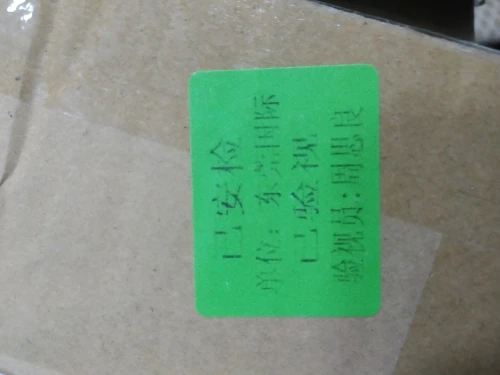 已安检
单位：东莞国际
已验视
验视员：周思良